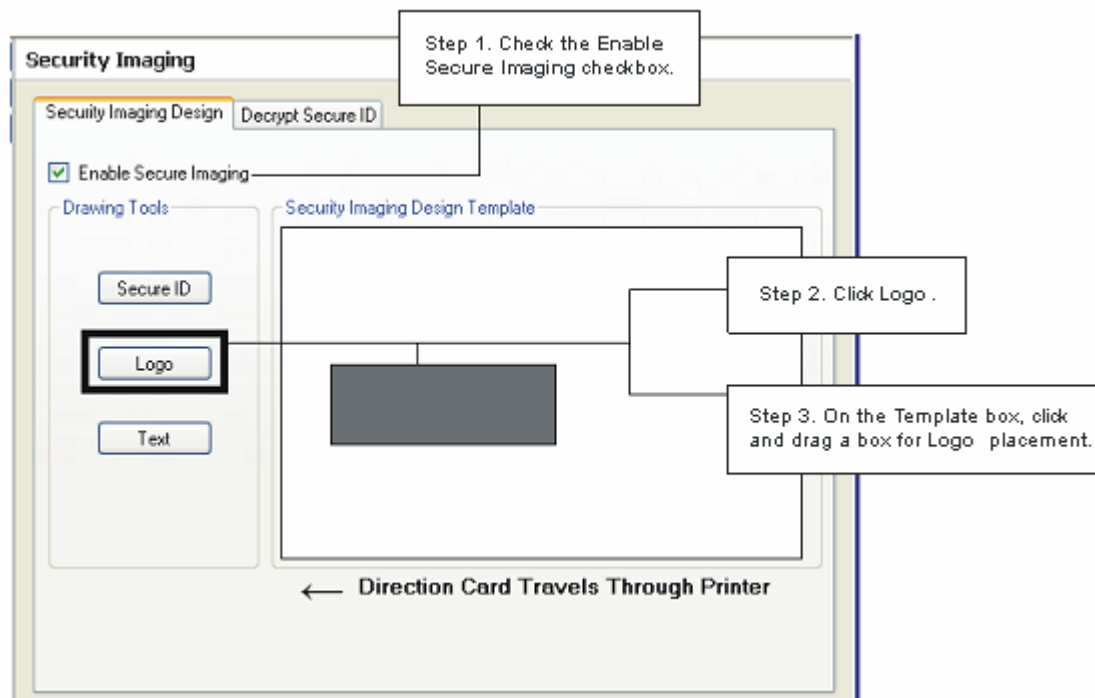 Step 1. Check the Enable
Secure Imaging checkbox.
Security Imaging
Security Imaging Design
Decrypt Secure ID
Enable Secure Imaging
Drawing Tools
Security Imaging Design Template
Secure ID
Step 2. Click Logo .
Logo
Step 3. On the Template box, click
and drag a box for Logo placement.
Text
← Direction Card Travels Through Printer